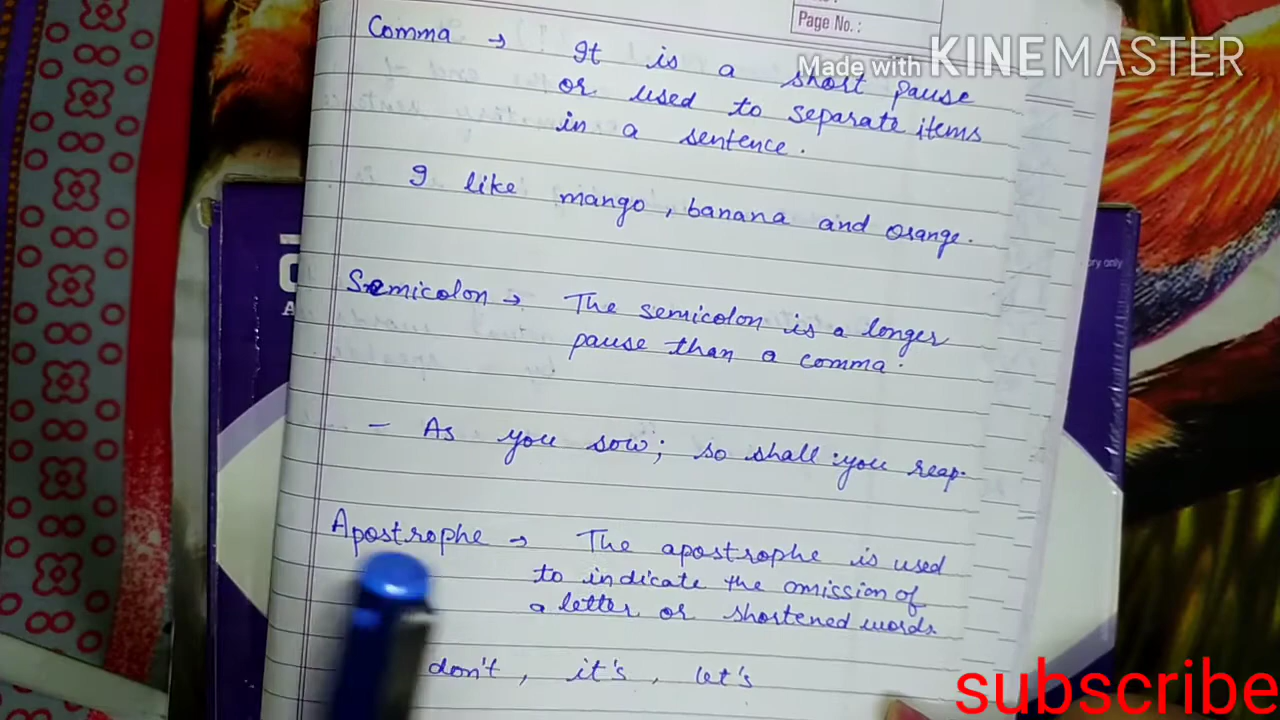 Page No.:
Made with KINEMASTER
Comma → It is a short pause
or used to separate items
in a sentence.
I like mango, banana and orange.
Semicolon → The semicolon is a longer
pause than a comma.
ory only
- As you sow; so shall you reap.
Apostrophe → The apostrophe is used
to indicate the omission of
a letter or shortened words.
don't, it's, let's
subscribe